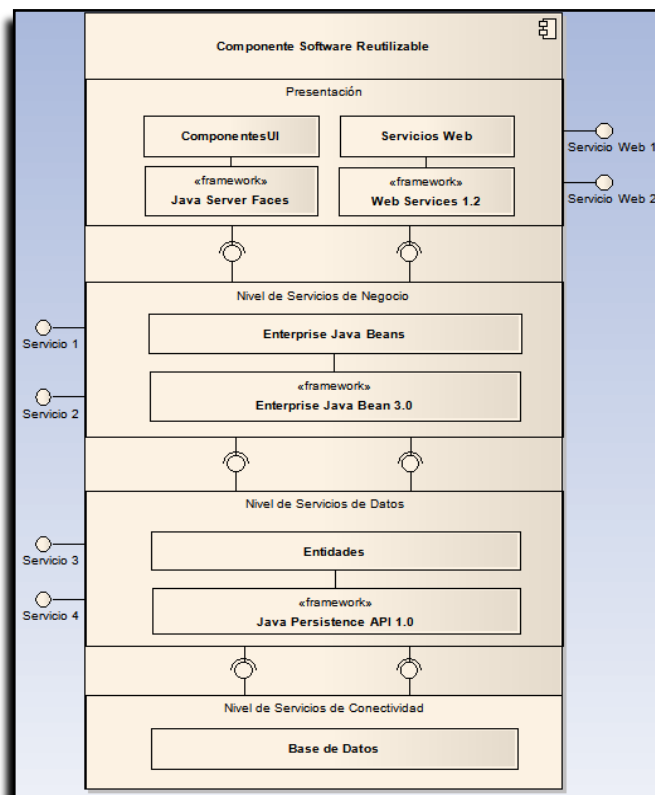 Componente Software Reutilizable
Presentación
ComponentesUI
Servicios Web
«framework»
Java Server Faces
«framework»
Web Services 1.2
Servicio Web 1
Servicio Web 2
Nivel de Servicios de Negocio
Enterprise Java Beans
«framework»
Enterprise Java Bean 3.0
Servicio 1
Servicio 2
Nivel de Servicios de Datos
Entidades
«framework»
Java Persistence API 1.0
Servicio 3
Servicio 4
Nivel de Servicios de Conectividad
Base de Datos